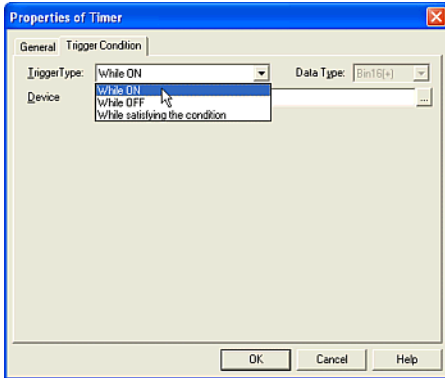 Properties of Timer
General Trigger Condition
TriggerType: While ON Data Type: Bin16(+)
Device ...
While ON
While OFF
While satisfying the condition
OK Cancel Help